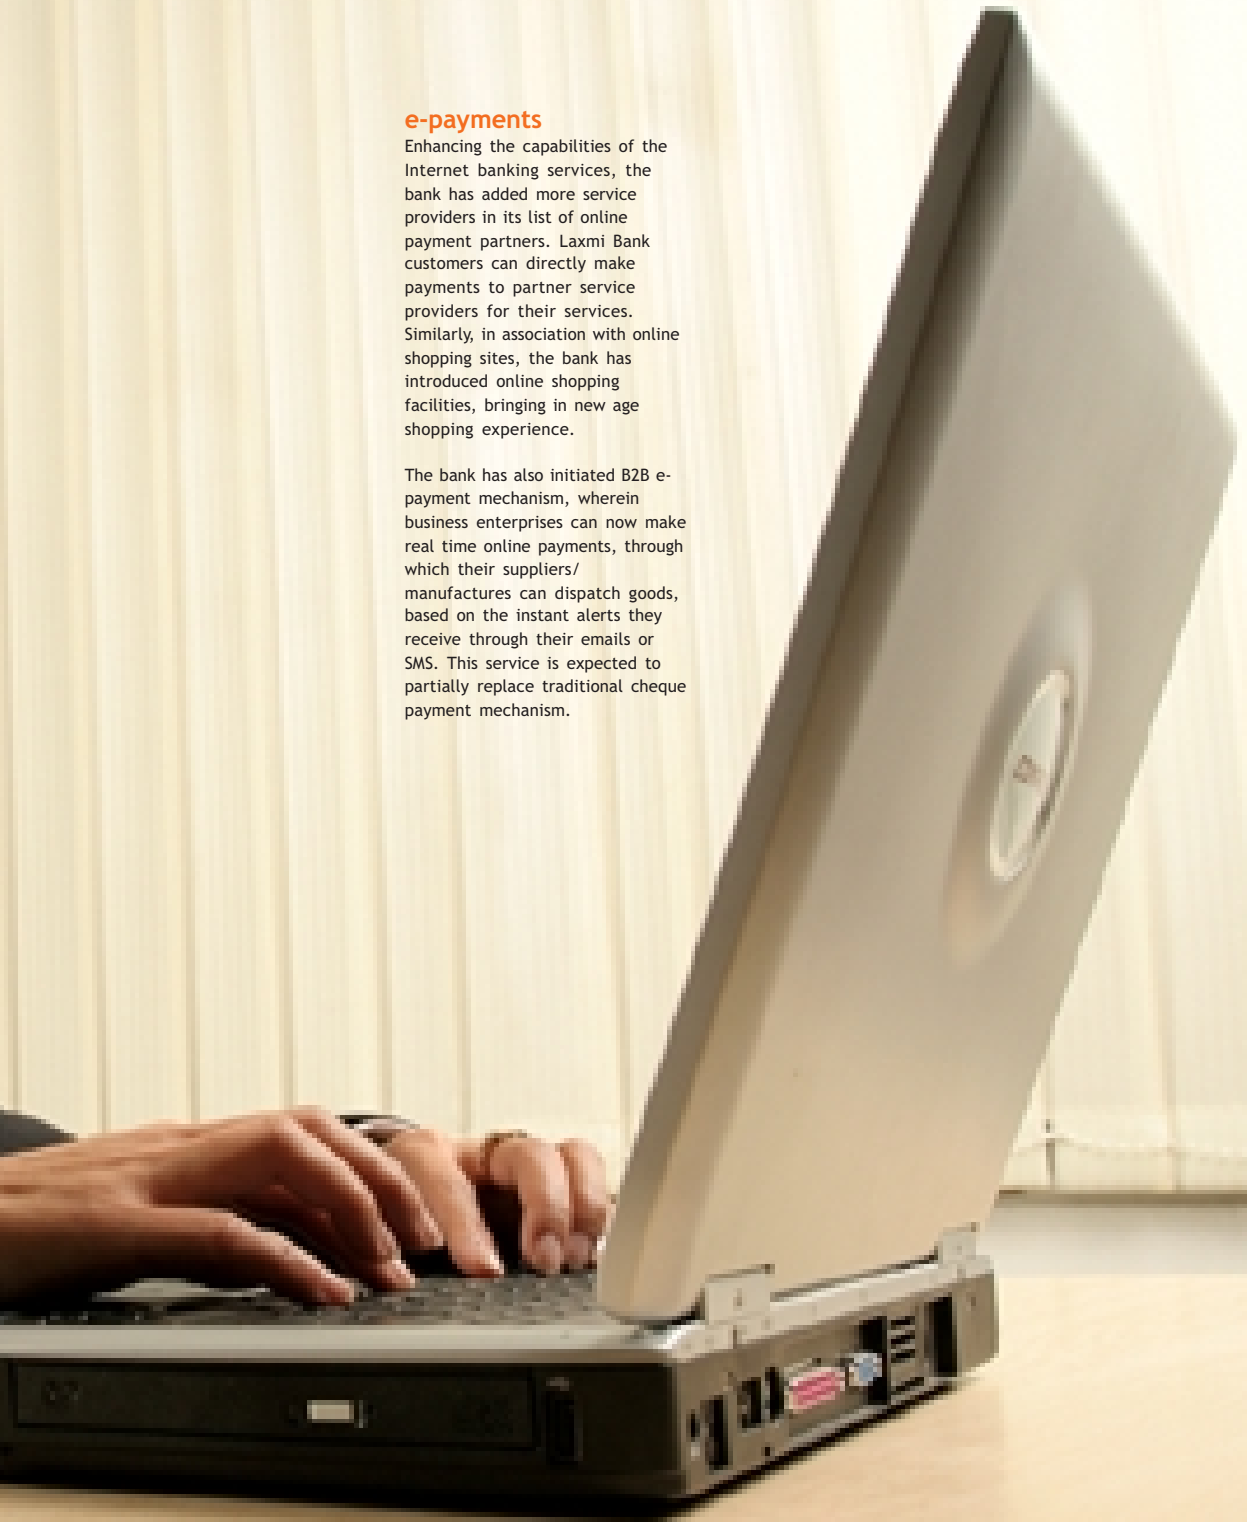 e-payments
Enhancing the capabilities of the
Internet banking services, the
bank has added more service
providers in its list of online
payment partners. Laxmi Bank
customers can directly make
payments to partner service
providers for their services.
Similarly, in association with online
shopping sites, the bank has
introduced online shopping
facilities, bringing in new age
shopping experience.
The bank has also initiated B2B e-
payment mechanism, wherein
business enterprises can now make
real time online payments, through
which their suppliers/
manufactures can dispatch goods,
based on the instant alerts they
receive through their emails or
SMS. This service is expected to
partially replace traditional cheque
payment mechanism.